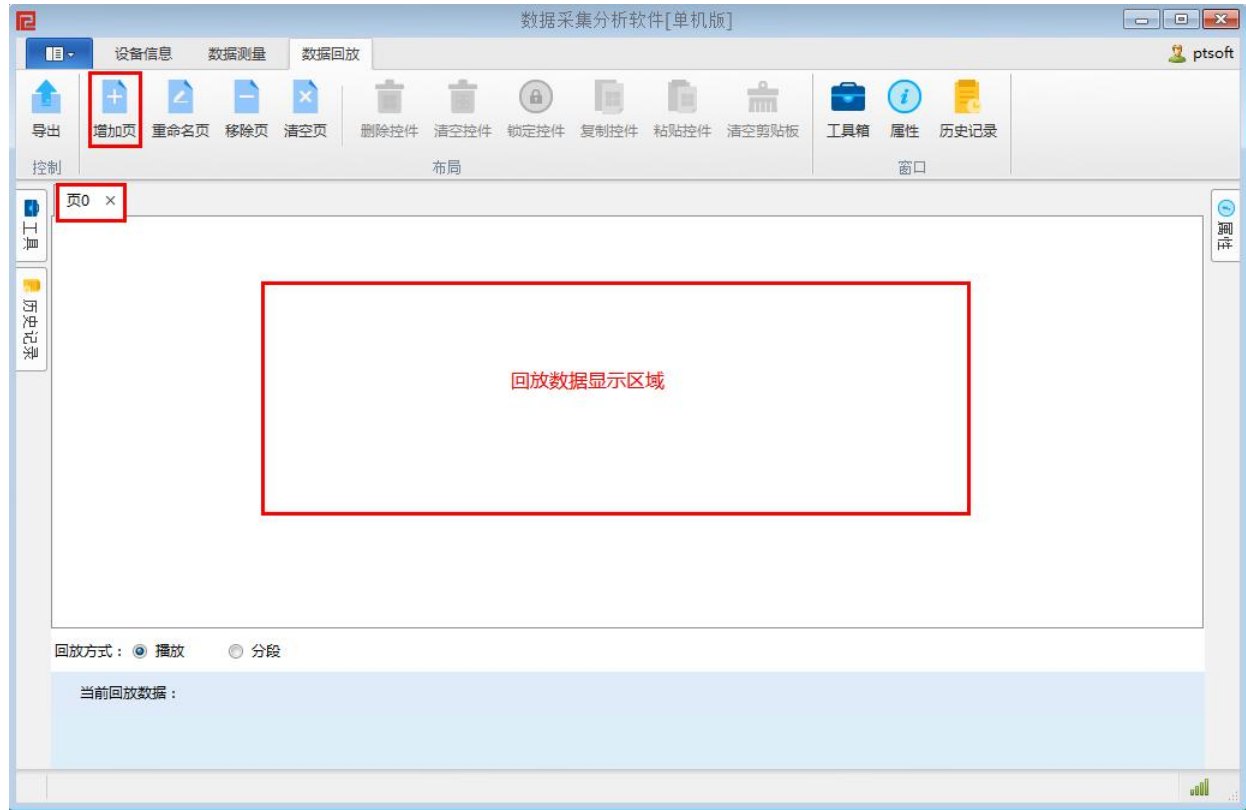 数据采集分析软件[单机版]
设备信息 数据测量 数据回放 ptsoft
导出 增加页 重命名页 移除页 清空页 删除控件 清空控件 锁定控件 复制控件 粘贴控件 清空剪贴板 工具箱 属性 历史记录
控制 布局 窗口
页0 ×
工具
历史记录
属性
回放数据显示区域
回放方式： 播放 分段
当前回放数据：